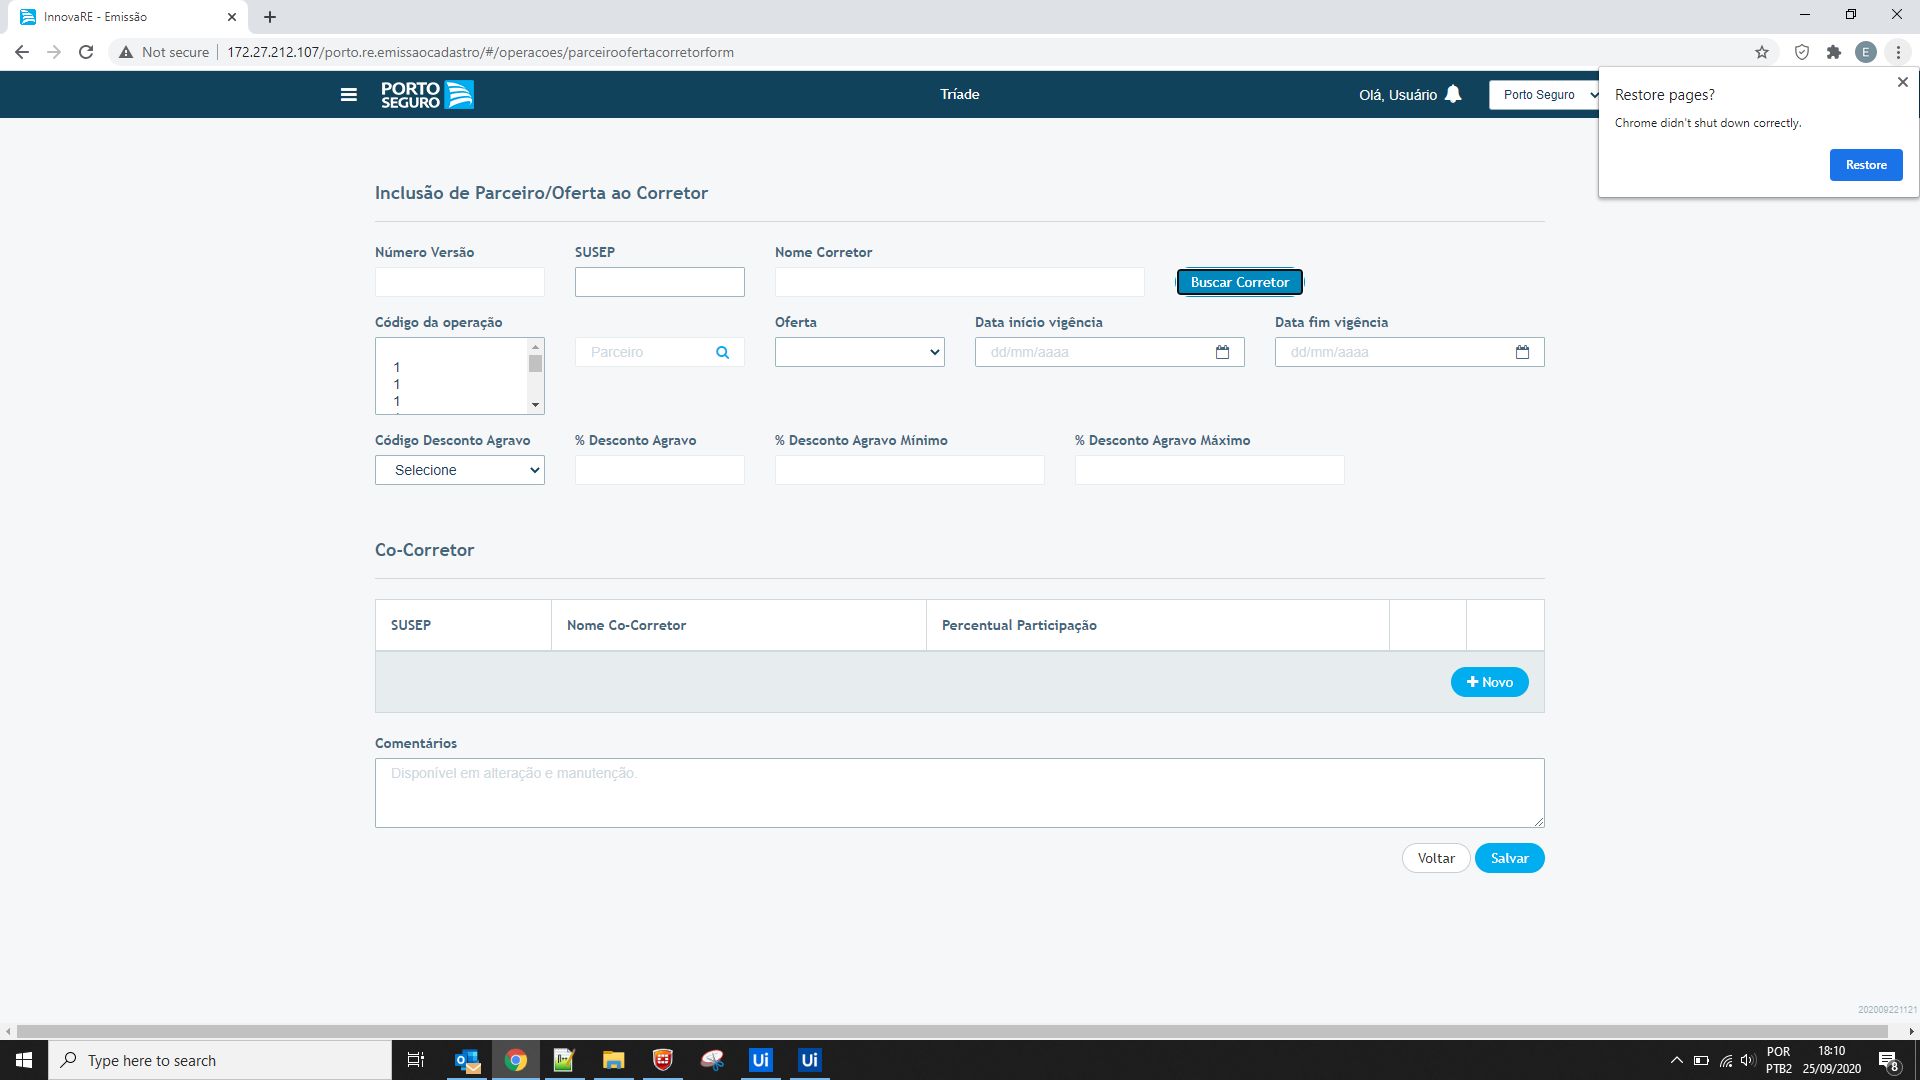 InnovaRE - Emissão
Not secure
172.27.212.107/porto.re.emissaocadastro/#/operacoes/parceiroofertacorretorform
E
PORTO
SEGURO
Tríade
Olá, Usuário
Porto Seguro
Restore pages?
Chrome didn't shut down correctly.
Restore
Inclusão de Parceiro/Oferta ao Corretor
Número Versão
SUSEP
Nome Corretor
Buscar Corretor
Código da operação
Oferta
Data início vigência
Data fim vigência
1
1
1
Parceiro
dd/mm/aaaa
dd/mm/aaaa
Código Desconto Agravo
% Desconto Agravo
% Desconto Agravo Mínimo
% Desconto Agravo Máximo
Selecione
Co-Corretor
SUSEP
Nome Co-Corretor
Percentual Participação
Novo
Comentários
Disponível em alteração e manutenção.
Voltar
Salvar
202009221121
Type here to search
Ui
Ui
POR
PTB2
18:10
25/09/2020
8